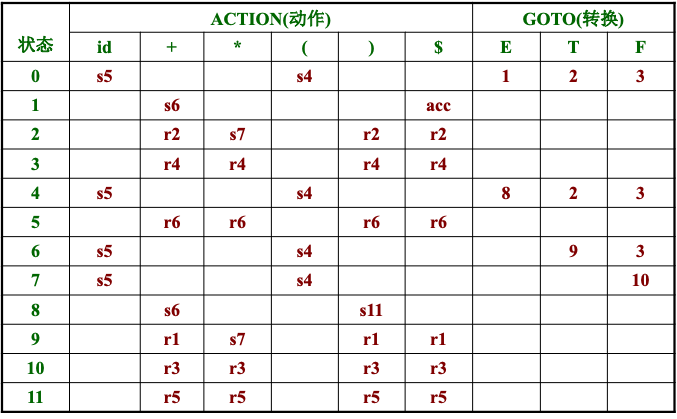 ACTION(动作) GOTO(转换)
状态 id + * ( ) $ E T F
0 s5 s4 1 2 3
1 s6 acc
2 r2 s7 r2 r2
3 r4 r4 r4 r4
4 s5 s4 8 2 3
5 r6 r6 r6 r6
6 s5 s4 9 3
7 s5 s4 10
8 s6 s11
9 r1 s7 r1 r1
10 r3 r3 r3 r3
11 r5 r5 r5 r5